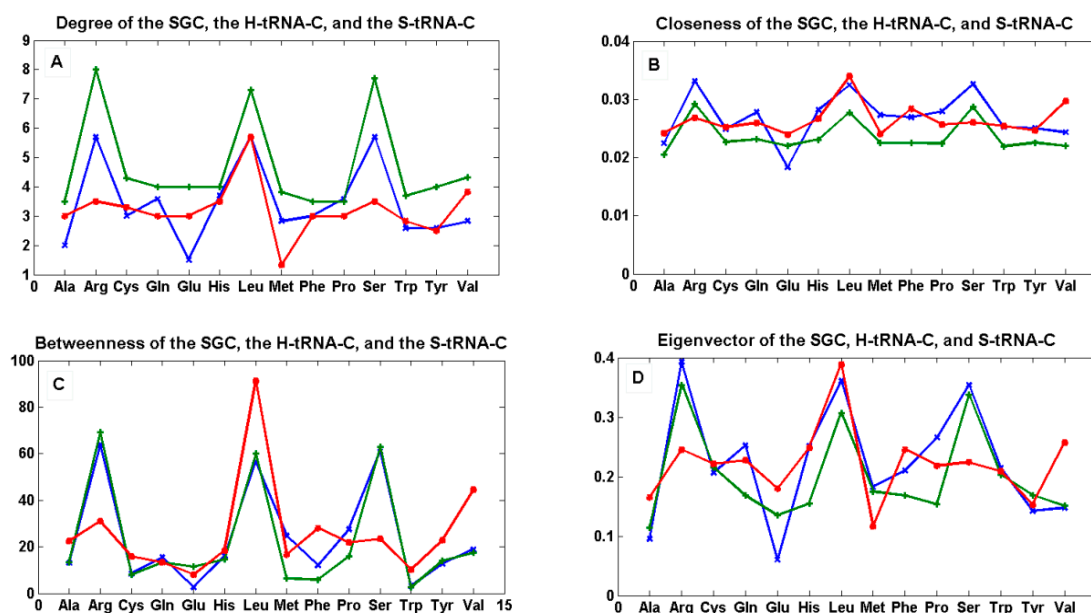 Degree of the SGC, the H-tRNA-C, and the S-tRNA-C
A
9
8
7
6
5
4
3
2
1
0 Ala Arg Cys Gln Glu His Leu Met Phe Pro Ser Trp Tyr Val
Closeness of the SGC, the H-tRNA-C, and S-tRNA-C
B
0.04
0.03
0.02
0.01
0
0 Ala Arg Cys Gln Glu His Leu Met Phe Pro Ser Trp Tyr Val
Betweenness of the SGC, the H-tRNA-C, and the S-tRNA-C
C
100
80
60
40
20
0
0 Ala Arg Cys Gln Glu His Leu Met Phe Pro Ser Trp Tyr Val 15
Eigenvector of the SGC, H-tRNA-C, and S-tRNA-C
D
0.4
0.3
0.2
0.1
0
0 Ala Arg Cys Gln Glu His Leu Met Phe Pro Ser Trp Tyr Val